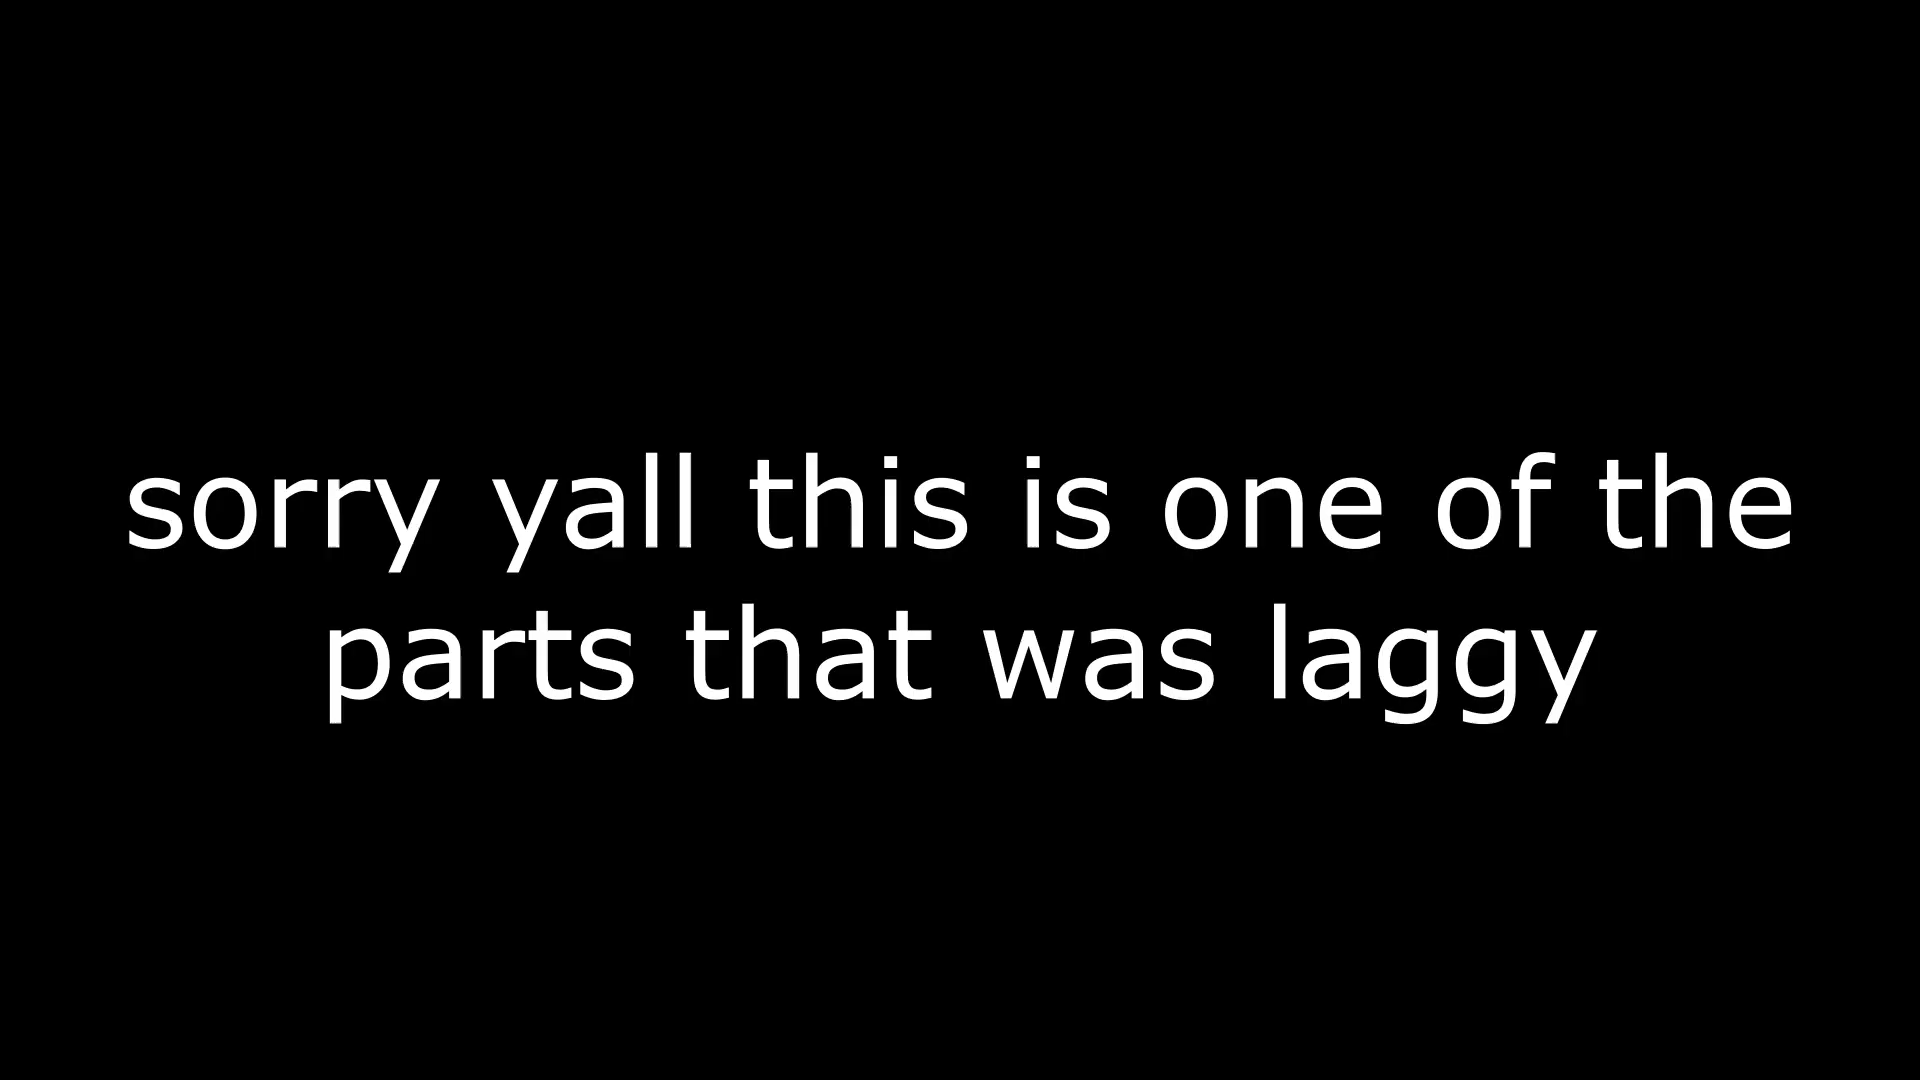 sorry yall this is one of the
parts that was laggy